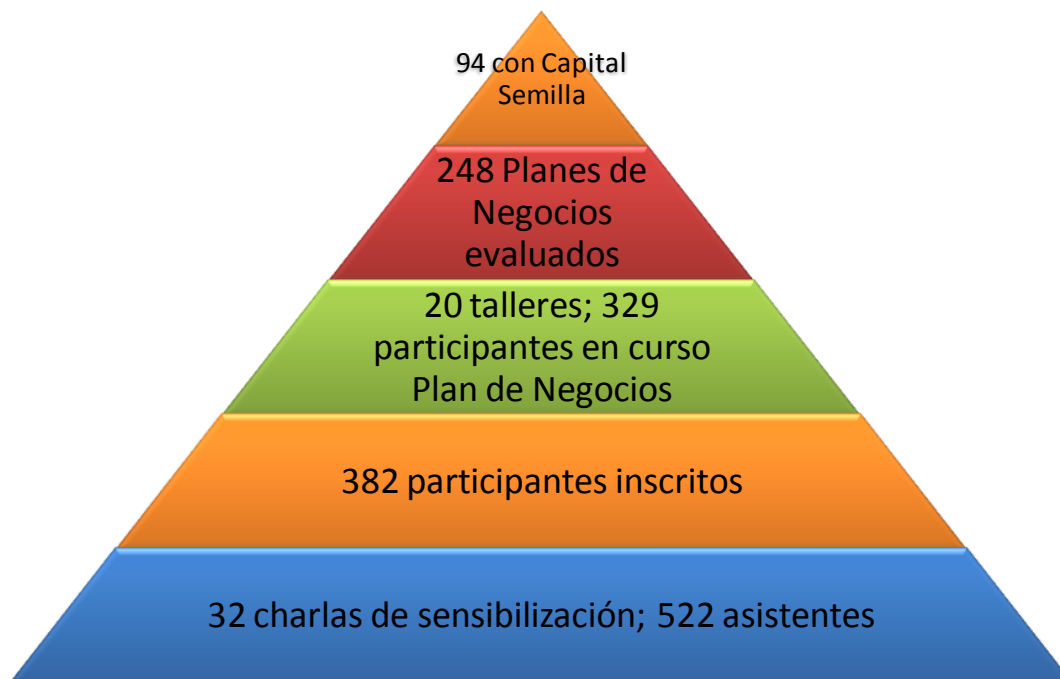 94 con Capital
Semilla
248 Planes de
Negocios
evaluados
20 talleres; 329
participantes en curso
Plan de Negocios
382 participantes inscritos
32 charlas de sensibilización; 522 asistentes